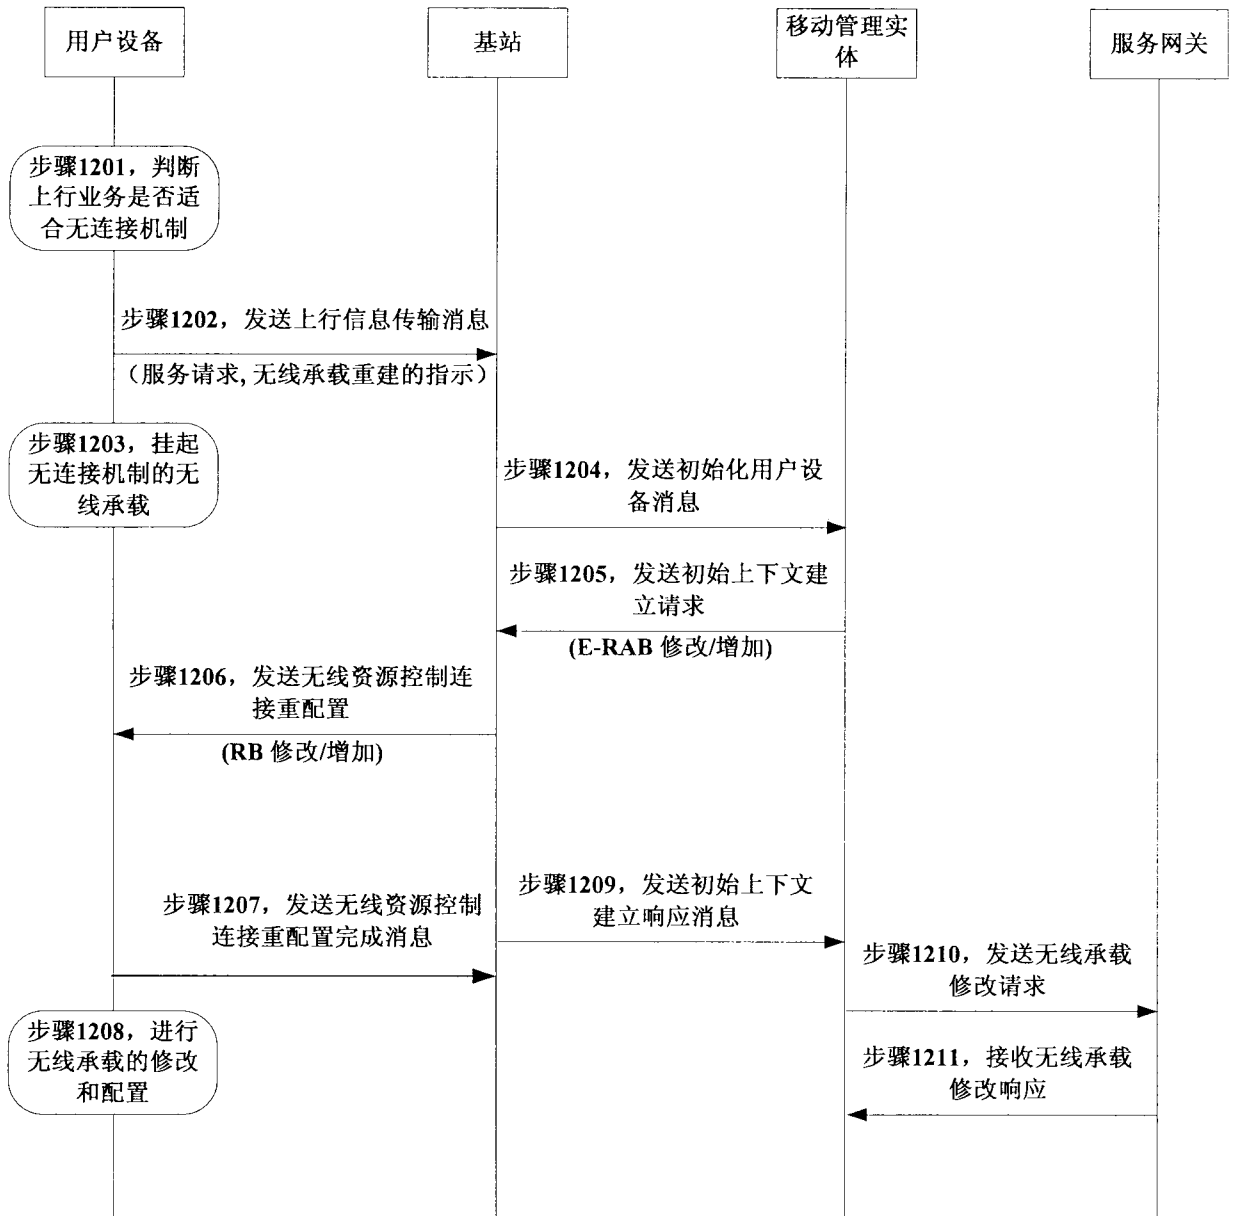 用户设备
基站
移动管理实
体
服务网关
步骤1201，判断
上行业务是否适
合无连接机制
步骤1202，发送上行信息传输消息
（服务请求,无线承载重建的指示）
步骤1203，挂起
无连接机制的无
线承载
步骤1204，发送初始化用户设
备消息
步骤1205，发送初始上下文建
立请求
(E-RAB 修改/增加)
步骤1206，发送无线资源控制连
接重配置
(RB 修改/增加)
步骤1207，发送无线资源控制
连接重配置完成消息
步骤1209，发送初始上下文
建立响应消息
步骤1210，发送无线承载
修改请求
步骤1208，进行
无线承载的修改
和配置
步骤1211，接收无线承载
修改响应